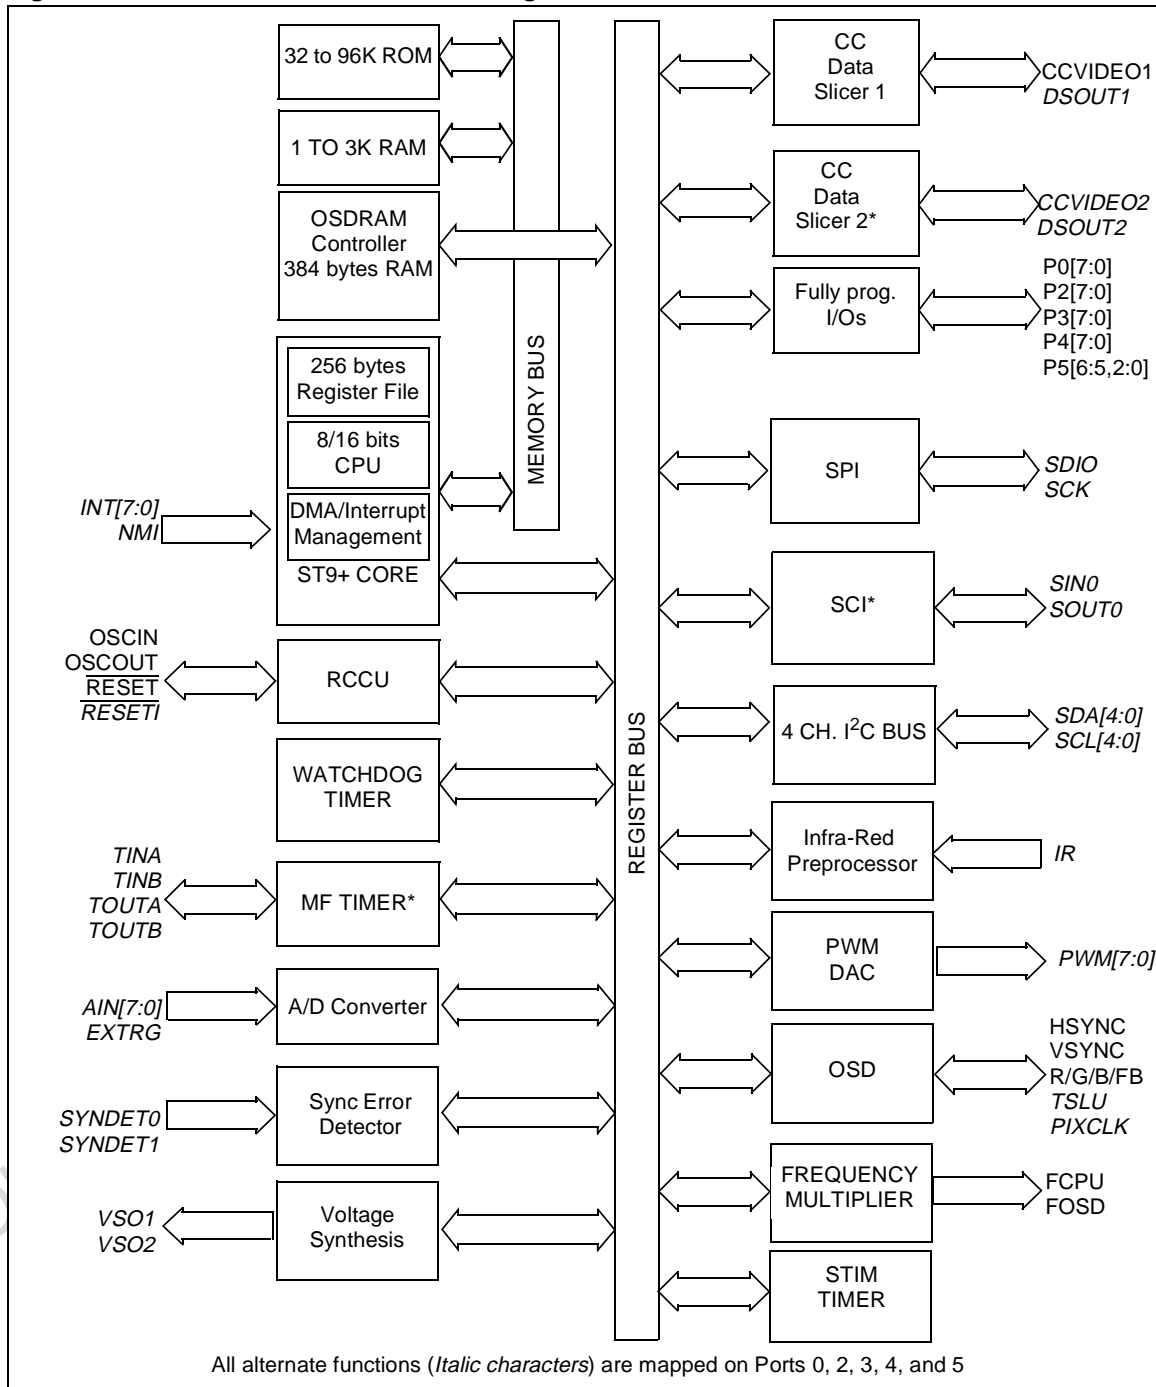 32 to 96K ROM
1 TO 3K RAM
OSDRAM
Controller
384 bytes RAM
256 bytes
Register File
8/16 bits
CPU
DMA/Interrupt
Management
ST9+ CORE
INT[7:0]
NMI
OSCIN
OSCOUT
RESET
RESETI
RCCU
WATCHDOG
TIMER
TINA
TINB
TOUTA
TOUTB
MF TIMER*
AIN[7:0]
EXTRG
A/D Converter
SYNDET0
SYNDET1
Sync Error
Detector
VSO1
VSO2
Voltage
Synthesis
MEMORY BUS
REGISTER BUS
CC
Data
Slicer 1
CCVIDEO1
DSOUT1
CC
Data
Slicer 2*
CCVIDEO2
DSOUT2
Fully prog.
I/Os
P0[7:0]
P2[7:0]
P3[7:0]
P4[7:0]
P5[6:5,2:0]
SPI
SDIO
SCK
SCI*
SIN0
SOUT0
4 CH. I2C BUS
SDA[4:0]
SCL[4:0]
Infra-Red
Preprocessor
IR
PWM
DAC
PWM[7:0]
OSD
HSYNC
VSYNC
R/G/B/FB
TSLU
PIXCLK
FREQUENCY
MULTIPLIER
FCPU
FOSD
STIM
TIMER
All alternate functions (Italic characters) are mapped on Ports 0, 2, 3, 4, and 5